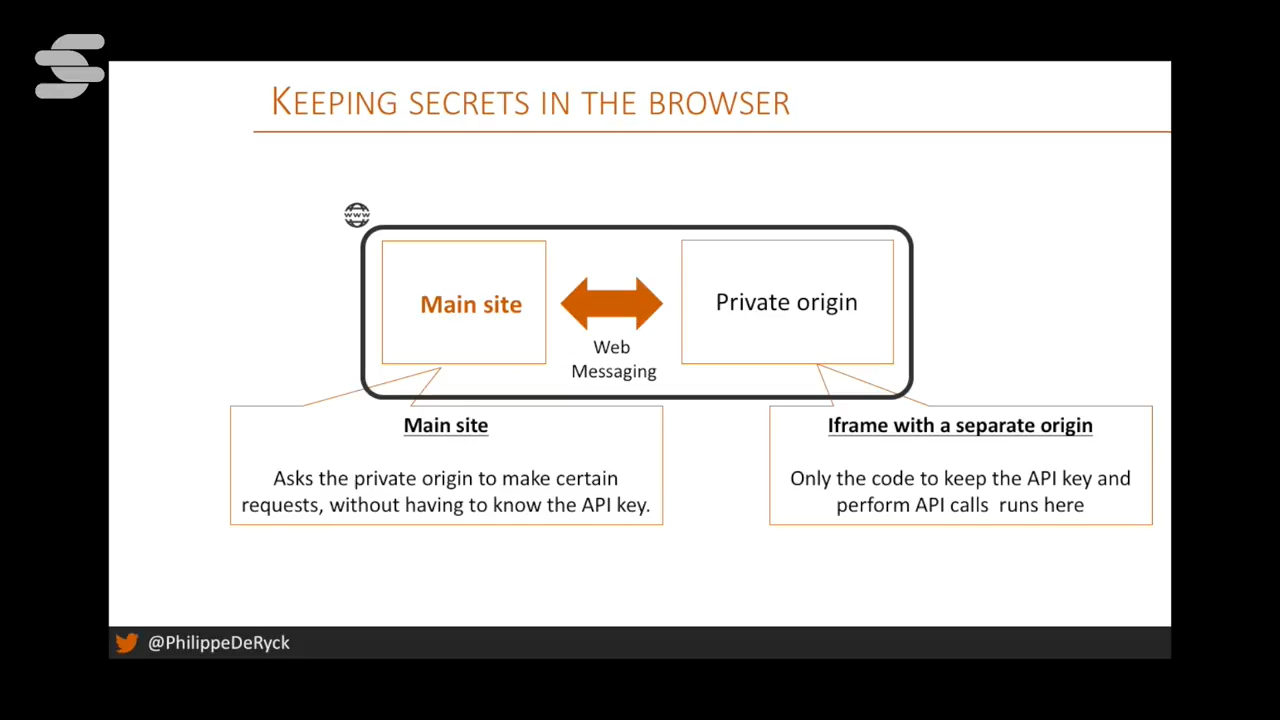 KEEPING SECRETS IN THE BROWSER
www
Main site
Private origin
Web
Messaging
Main site
Asks the private origin to make certain
requests, without having to know the API key.
Iframe with a separate origin
Only the code to keep the API key and
perform API calls runs here
@PhilippeDeRyck